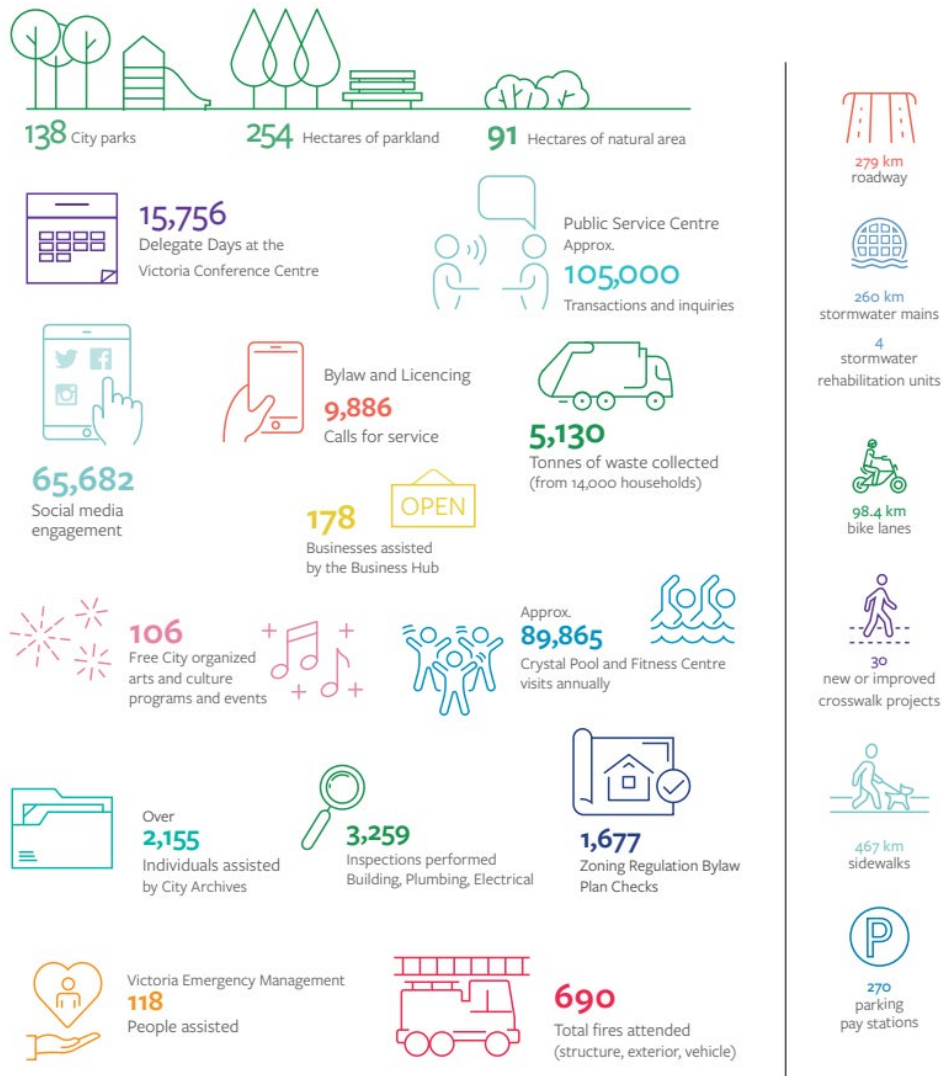 138 City parks
254 Hectares of parkland
91 Hectares of natural area
15,756
Delegate Days at the
Victoria Conference Centre
Public Service Centre
Approx.
105,000
Transactions and inquiries
65,682
Social media
engagement
Bylaw and Licencing
9,886
Calls for service
5,130
Tonnes of waste collected
(from 14,000 households)
OPEN
178
Businesses assisted
by the Business Hub
106
Free City organized
arts and culture
programs and events
Approx.
89,865
Crystal Pool and Fitness Centre
visits annually
Over
2,155
Individuals assisted
by City Archives
3,259
Inspections performed
Building, Plumbing, Electrical
1,677
Zoning Regulation Bylaw
Plan Checks
Victoria Emergency Management
118
People assisted
690
Total fires attended
(structure, exterior, vehicle)
279 km
roadway
260 km
stormwater mains
4
stormwater
rehabilitation units
98.4 km
bike lanes
30
new or improved
crosswalk projects
467 km
sidewalks
P
270
parking
pay stations